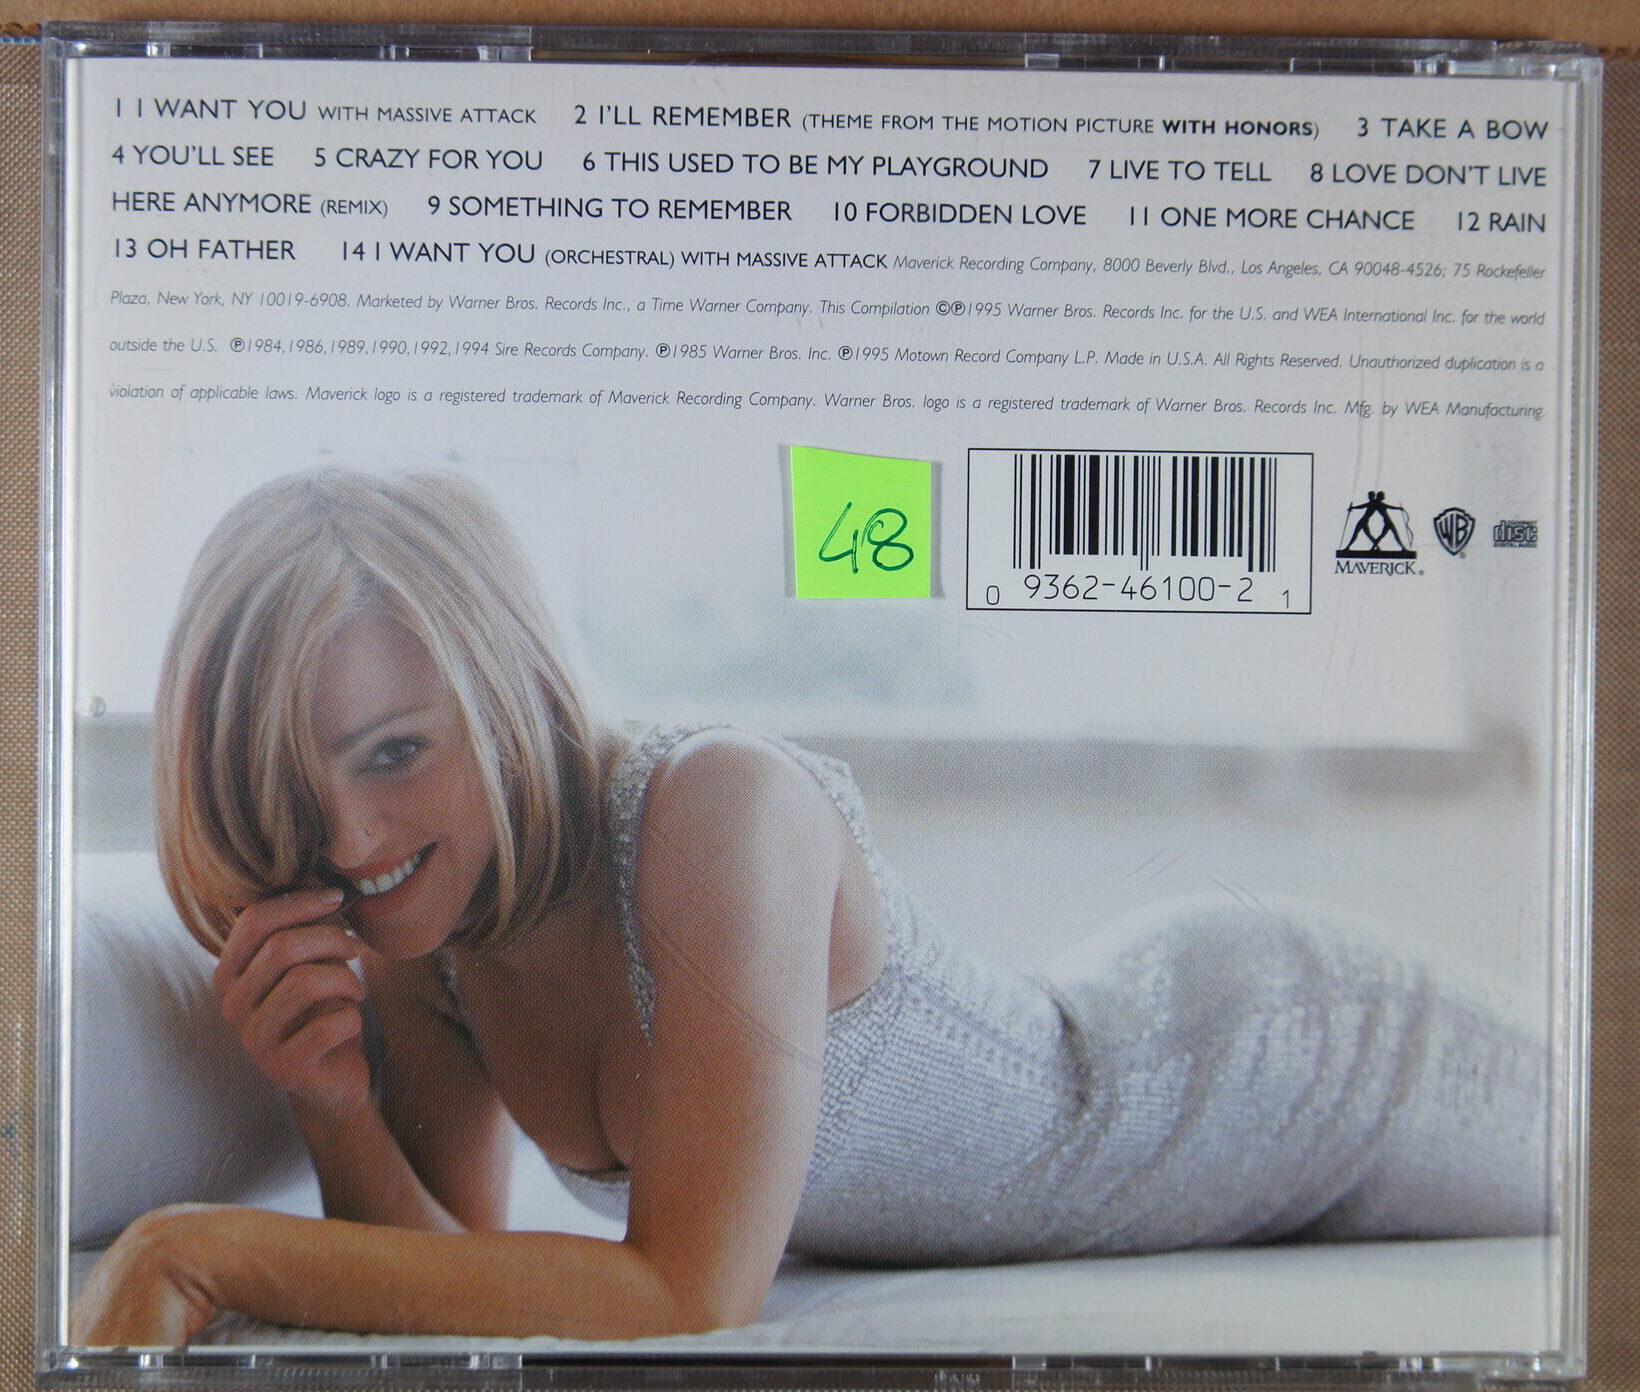 1 I WANT YOU WITH MASSIVE ATTACK 2 I'LL REMEMBER (THEME FROM THE MOTION PICTURE WITH HONORS) 3 TAKE A BOW
4 YOU'LL SEE 5 CRAZY FOR YOU 6 THIS USED TO BE MY PLAYGROUND 7 LIVE TO TELL 8 LOVE DON'T LIVE
HERE ANYMORE (REMIX) 9 SOMETHING TO REMEMBER 10 FORBIDDEN LOVE 11 ONE MORE CHANCE 12 RAIN
13 OH FATHER 14 I WANT YOU (ORCHESTRAL) WITH MASSIVE ATTACK Maverick Recording Company, 8000 Beverly Blvd., Los Angeles, CA 90048-4526; 75 Rockefeller
Plaza, New York, NY 10019-6908. Marketed by Warner Bros. Records Inc., a Time Warner Company. This Compilation ©℗1995 Warner Bros. Records Inc. for the U.S. and WEA International Inc. for the world
outside the U.S. ℗1984,1986,1989,1990,1992,1994 Sire Records Company. ℗1985 Warner Bros. Inc. ℗1995 Motown Record Company L.P. Made in U.S.A. All Rights Reserved. Unauthorized duplication is a
violation of applicable laws. Maverick logo is a registered trademark of Maverick Recording Company. Warner Bros. logo is a registered trademark of Warner Bros. Records Inc. Mfg. by WEA Manufacturing.
48
0 9362-46100-2 1
MAVERICK®
WB
COMPACT
disc
DIGITAL AUDIO